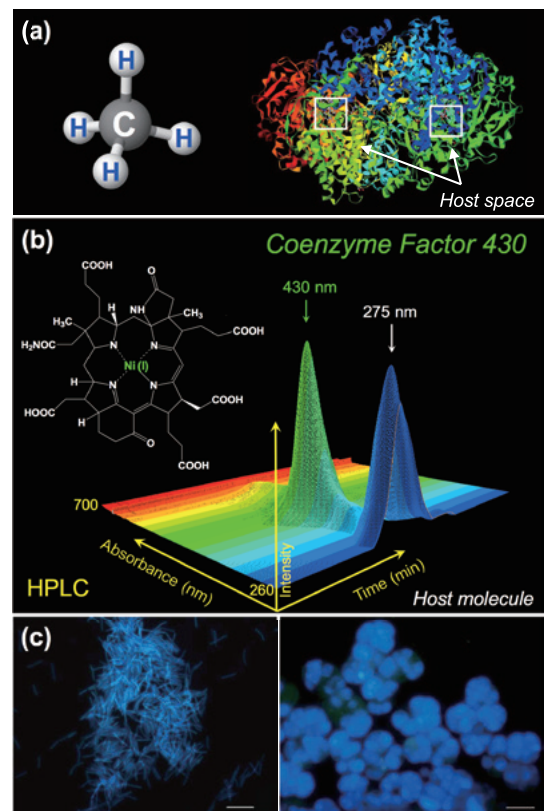 (a)
H
H
C
H
H
Host space
(b)
Coenzyme Factor 430
COOH
O
430 nm
275 nm
H
NH
CH₃
H₃C
COOH
H₂NOC
N
N
Ni(I)
H
N
N
HOOC
COOH
H
O
COOH
700
Absorbance (nm)
Intensity
Time (min)
260
HPLC
Host molecule
(c)